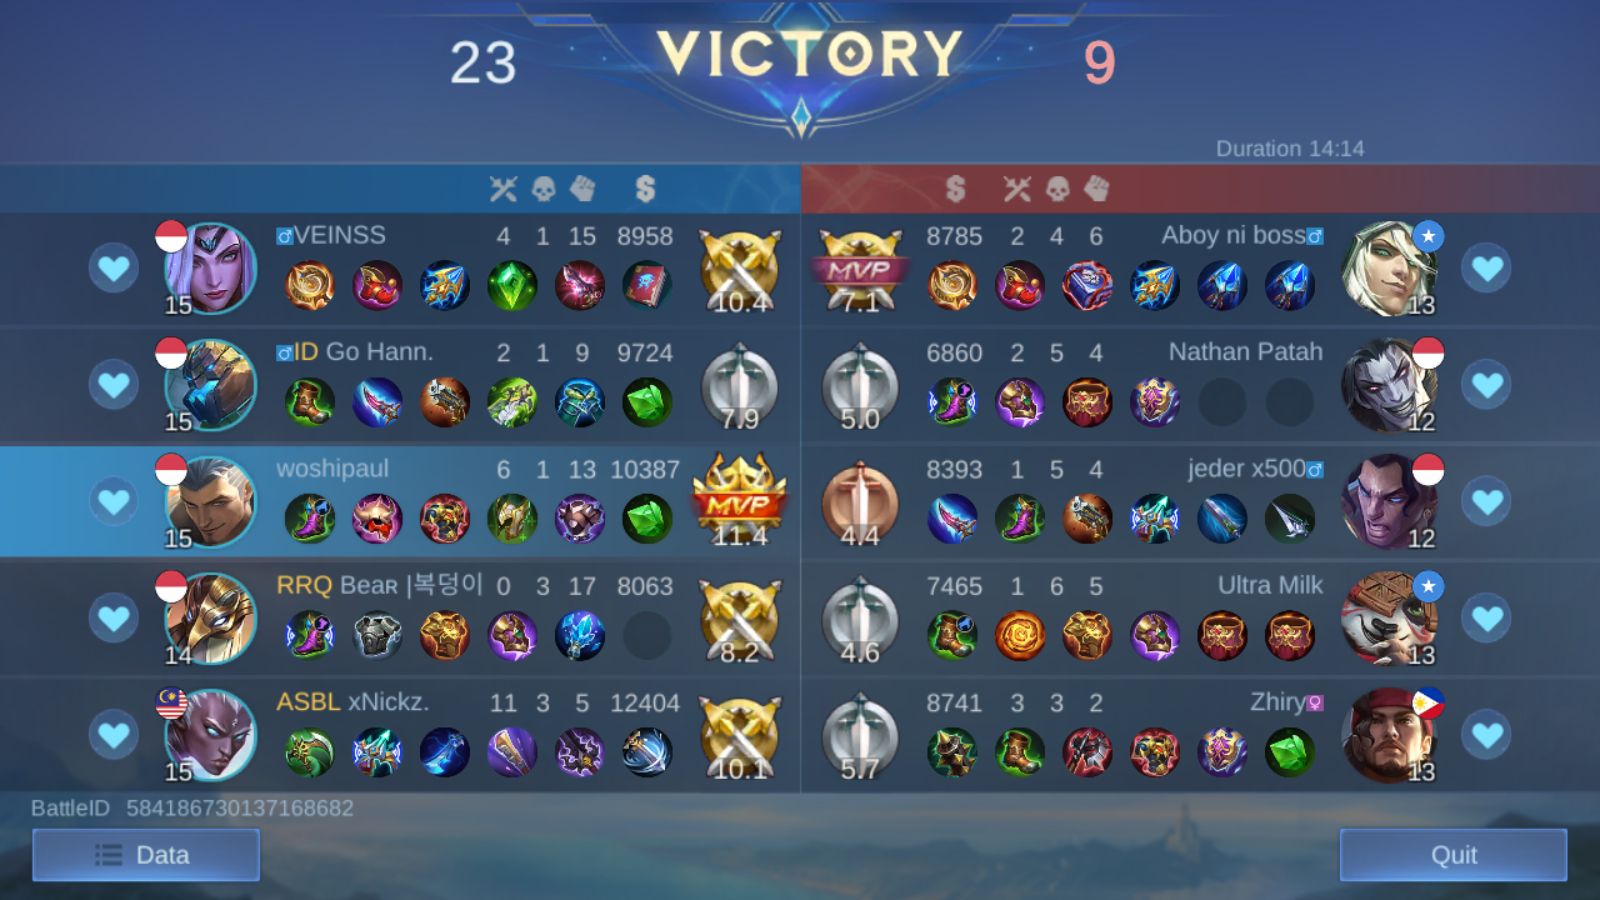 23 VICTORY 9
Duration 14:14
VEINSS 4 1 15 8958
15 10.4
MVP 7.1 8785 2 4 6 Aboy ni boss
13
ID Go Hann. 2 1 9 9724
15 7.9
5.0 6860 2 5 4 Nathan Patah
12
woshipaul 6 1 13 10387
15 MVP 11.4
4.4 8393 1 5 4 jeder x500
12
RRQ Bear |복덩이 0 3 17 8063
14 8.2
4.6 7465 1 6 5 Ultra Milk
13
ASBL xNickz. 11 3 5 12404
15 10.1
5.7 8741 3 3 2 Zhiry
13
BattleID 584186730137168682
Data
Quit